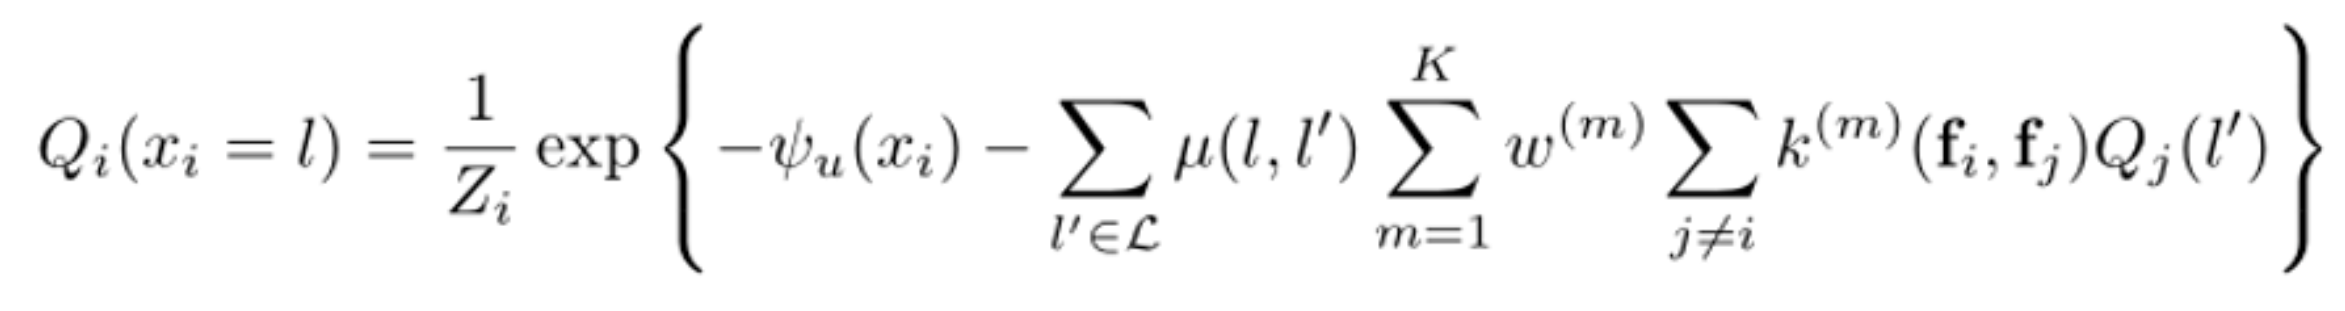 $Q_i(x_i = l) = \frac{1}{Z_i} \exp \left\{ -\psi_u(x_i) - \sum_{l' \in \mathcal{L}} \mu(l, l') \sum_{m=1}^{K} w^{(m)} \sum_{j \neq i} k^{(m)}(\mathbf{f}_i, \mathbf{f}_j) Q_j(l') \right\}$